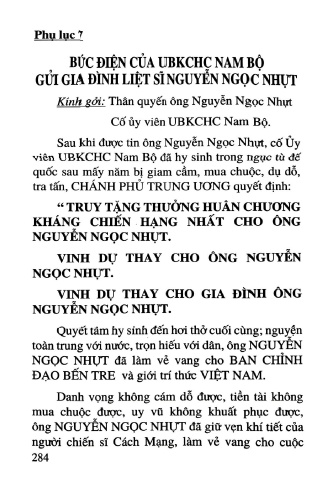 Phụ lục 7
BỨC ĐIỆN CỦA UBKCHC NAM BỘ
GỬI GIA ĐÌNH LIỆT SĨ NGUYỄN NGỌC NHỰT
Kính gởi: Thân quyến ông Nguyễn Ngọc Nhựt
Cố ủy viên UBKCHC Nam Bộ.
Sau khi được tin ông Nguyễn Ngọc Nhựt, cố Ủy
viên UBKCHC Nam Bộ đã hy sinh trong ngục tù đế
quốc sau mấy năm bị giam cầm, mua chuộc, dụ dỗ,
tra tấn, CHÁNH PHỦ TRUNG ƯƠNG quyết định:
“ TRUY TẶNG THƯỞNG HUÂN CHƯƠNG
KHÁNG CHIẾN HẠNG NHẤT CHO ÔNG
NGUYỄN NGỌC NHỰT.
VINH DỰ THAY CHO ÔNG NGUYỄN
NGỌC NHỰT.
VINH DỰ THAY CHO GIA ĐÌNH ÔNG
NGUYỄN NGỌC NHỰT.
Quyết tâm hy sinh đến hơi thở cuối cùng; nguyền
toàn trung với nước, trọn hiếu với dân, ông NGUYỄN
NGỌC NHỰT đã làm vẻ vang cho BAN CHỈNH
ĐẠO BẾN TRE và giới trí thức VIỆT NAM.
Danh vọng không cám dỗ được, tiền tài không
mua chuộc được, uy vũ không khuất phục được,
ông NGUYỄN NGỌC NHỰT đã giữ vẹn khí tiết của
người chiến sĩ Cách Mạng, làm vẻ vang cho cuộc
284